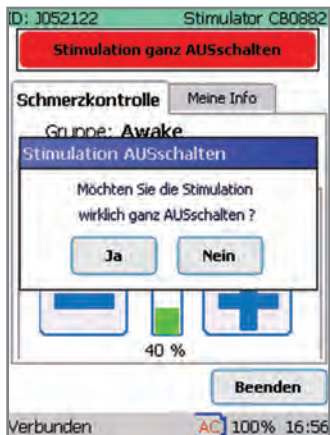 ID: J052122 Stimulator CB0882
Stimulation ganz AUSschalten
Schmerzkontrolle Meine Info
Gruppe: Awake
Stimulation AUSschalten
Möchten Sie die Stimulation
wirklich ganz AUSschalten ?
Ja Nein
40 %
Beenden
Verbunden AC 100% 16:56